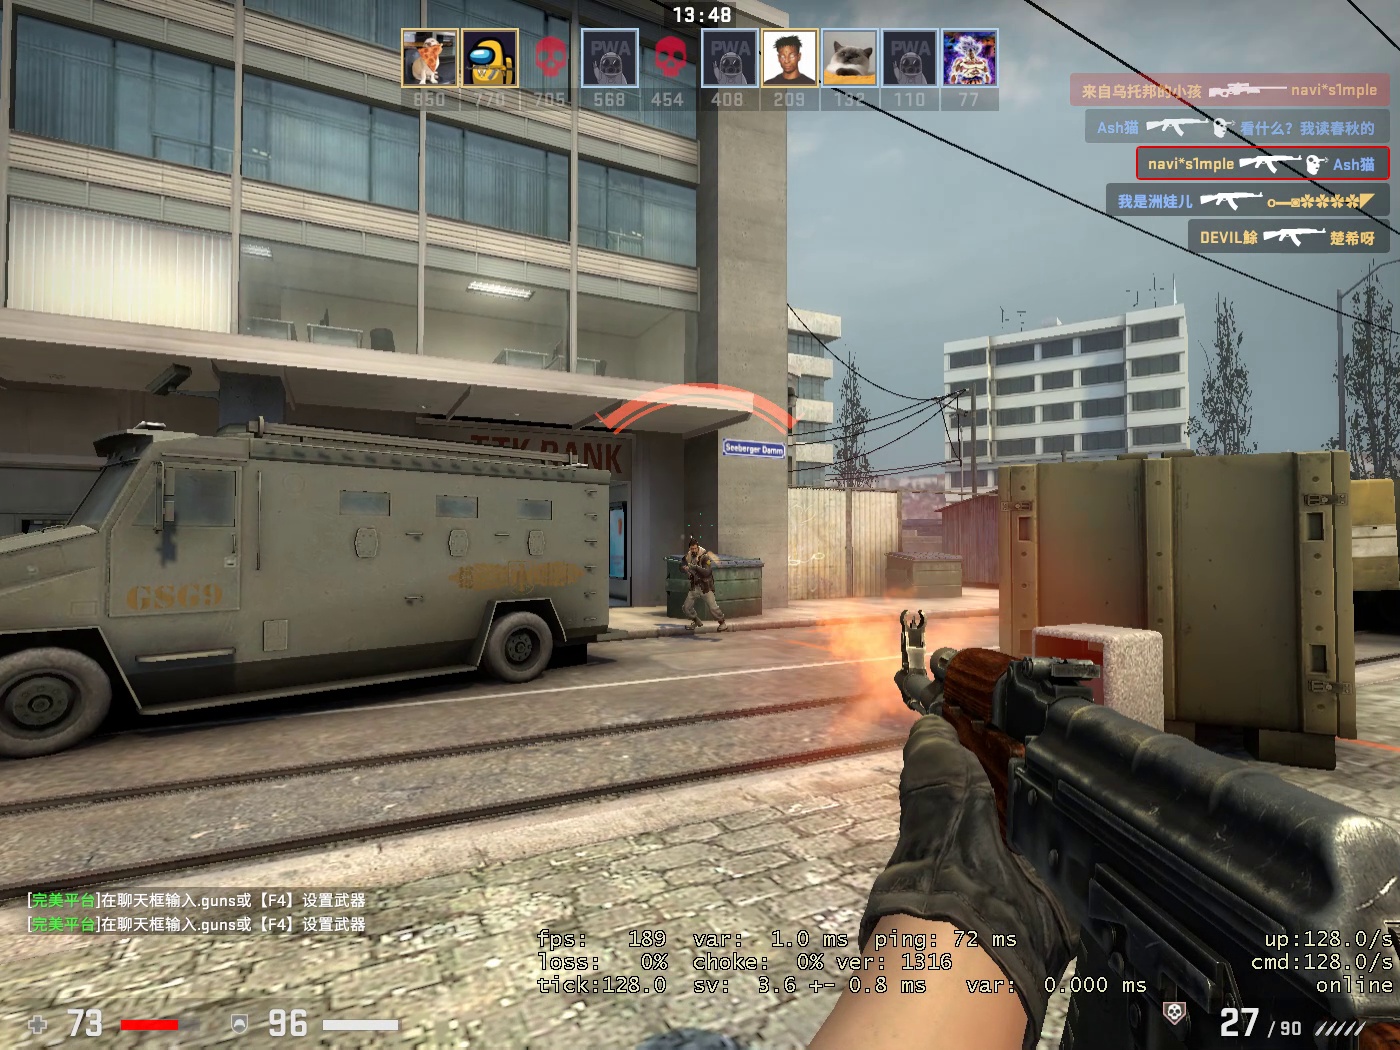 13:48
PWA PWA PWA
850 770 705 568 454 408 209 132 110 77
来自乌托邦的小孩 navi*s1mple
Ash猫 看什么？我读春秋的
navi*s1mple Ash猫
我是洲娃儿
DEVIL餘 楚希呀
TTK BANK
Seeberger Damm
GSG9
[完美平台]在聊天框输入.guns或【F4】设置武器
[完美平台]在聊天框输入.guns或【F4】设置武器
fps: 189 var: 1.0 ms ping: 72 ms
loss: 0% choke: 0% ver: 1316
tick:128.0 sv: 3.6 +- 0.8 ms var: 0.000 ms
up:128.0/s
cmd:128.0/s
online
73 96
27 / 90